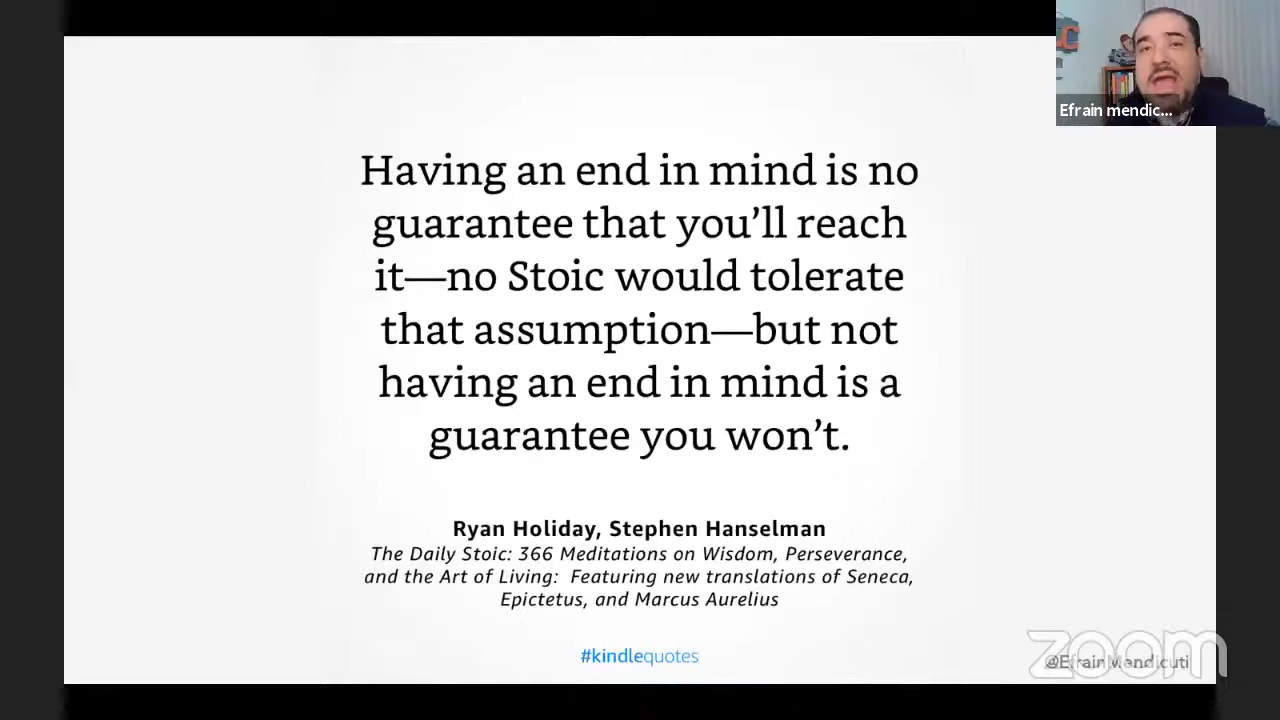 Efrain mendic...
Having an end in mind is no
guarantee that you’ll reach
it—no Stoic would tolerate
that assumption—but not
having an end in mind is a
guarantee you won’t.
Ryan Holiday, Stephen Hanselman
The Daily Stoic: 366 Meditations on Wisdom, Perseverance,
and the Art of Living: Featuring new translations of Seneca,
Epictetus, and Marcus Aurelius
#kindlequotes
zoom
@EfrainMendicuti